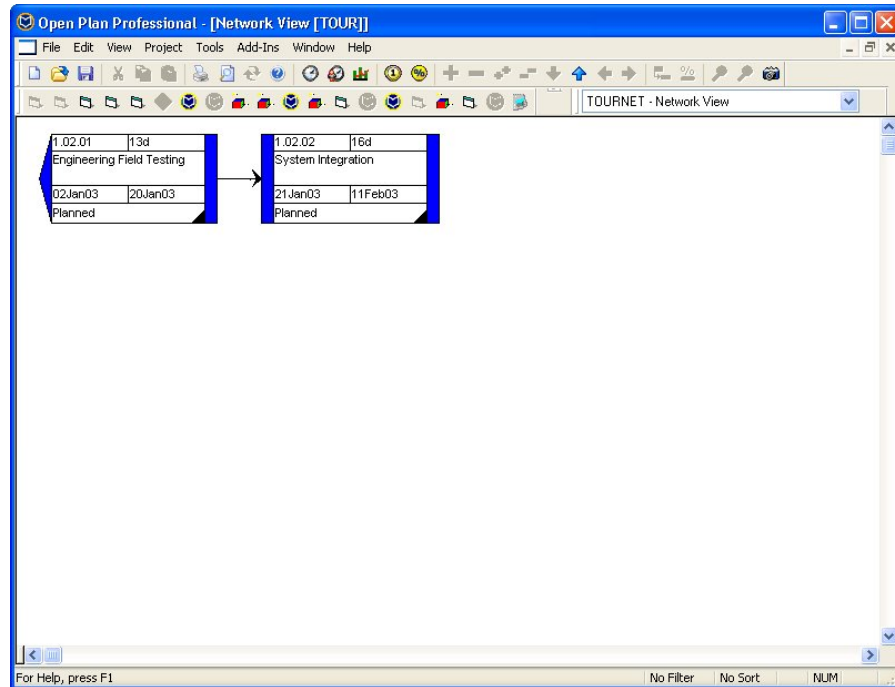 Open Plan Professional - [Network View [TOUR]]
File Edit View Project Tools Add-Ins Window Help
TOURNET - Network View
1.02.01 13d
Engineering Field Testing
02Jan03 20Jan03
Planned
1.02.02 16d
System Integration
21Jan03 11Feb03
Planned
For Help, press F1 No Filter No Sort NUM